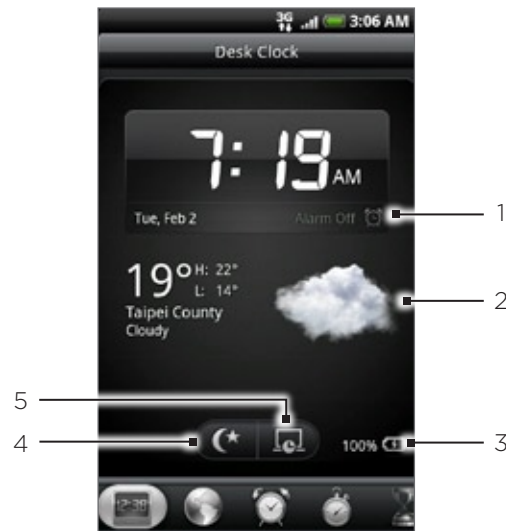 3G 3:06 AM
Desk Clock
7:19 AM
Tue, Feb 2 Alarm Off
1
19° H: 22°
L: 14°
2
Taipei County
Cloudy
5
4
100%
3
12:38